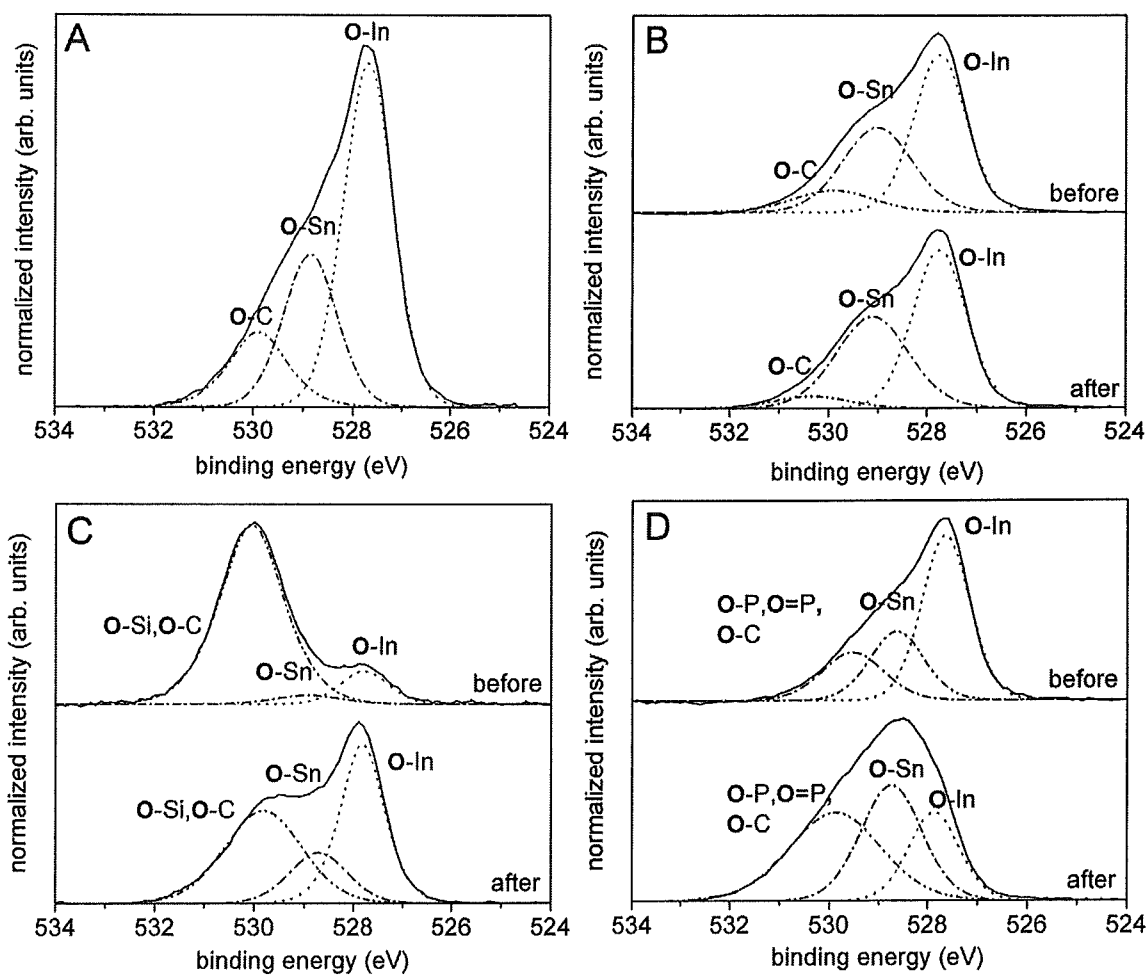 A
O-In
O-Sn
O-C
normalized intensity (arb. units)
534 532 530 528 526 524
binding energy (eV)
B
O-In
O-Sn
O-C
before
O-In
O-Sn
O-C
after
normalized intensity (arb. units)
534 532 530 528 526 524
binding energy (eV)
C
O-Si,O-C
O-In
O-Sn
before
O-Sn
O-In
O-Si,O-C
after
normalized intensity (arb. units)
534 532 530 528 526 524
binding energy (eV)
D
O-In
O-P,O=P,
O-Sn
O-C
before
O-Sn
O-P,O=P,
O-In
O-C
after
normalized intensity (arb. units)
534 532 530 528 526 524
binding energy (eV)